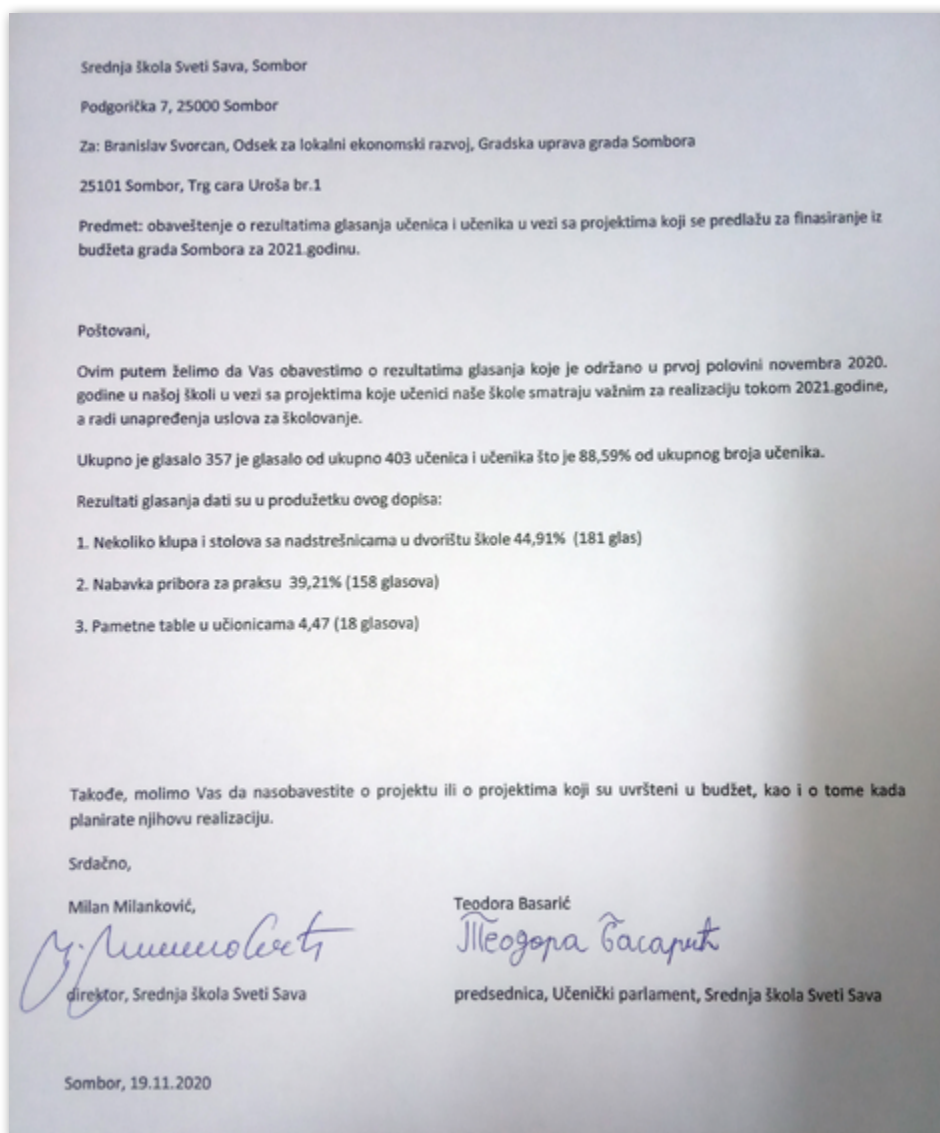 Srednja škola Sveti Sava, Sombor
Podgorička 7, 25000 Sombor
Za: Branislav Svorcan, Odsek za lokalni ekonomski razvoj, Gradska uprava grada Sombora
25101 Sombor, Trg cara Uroša br.1
Predmet: obaveštenje o rezultatima glasanja učenica i učenika u vezi sa projektima koji se predlažu za finasiranje iz
budžeta grada Sombora za 2021.godinu.
Poštovani,
Ovim putem želimo da Vas obavestimo o rezultatima glasanja koje je održano u prvoj polovini novembra 2020.
godine u našoj školi u vezi sa projektima koje učenici naše škole smatraju važnim za realizaciju tokom 2021.godine,
a radi unapređenja uslova za školovanje.
Ukupno je glasalo 357 je glasalo od ukupno 403 učenica i učenika što je 88,59% od ukupnog broja učenika.
Rezultati glasanja dati su u produžetku ovog dopisa:
1. Nekoliko klupa i stolova sa nadstrešnicama u dvorištu škole 44,91% (181 glas)
2. Nabavka pribora za praksu 39,21% (158 glasova)
3. Pametne table u učionicama 4,47 (18 glasova)
Takođe, molimo Vas da nasobavestite o projektu ili o projektima koji su uvršteni u budžet, kao i o tome kada
planirate njihovu realizaciju.
Srdačno,
Milan Milanković,
Teodora Basarić
Теодора Басарић
direktor, Srednja škola Sveti Sava
predsednica, Učenički parlament, Srednja škola Sveti Sava
Sombor, 19.11.2020